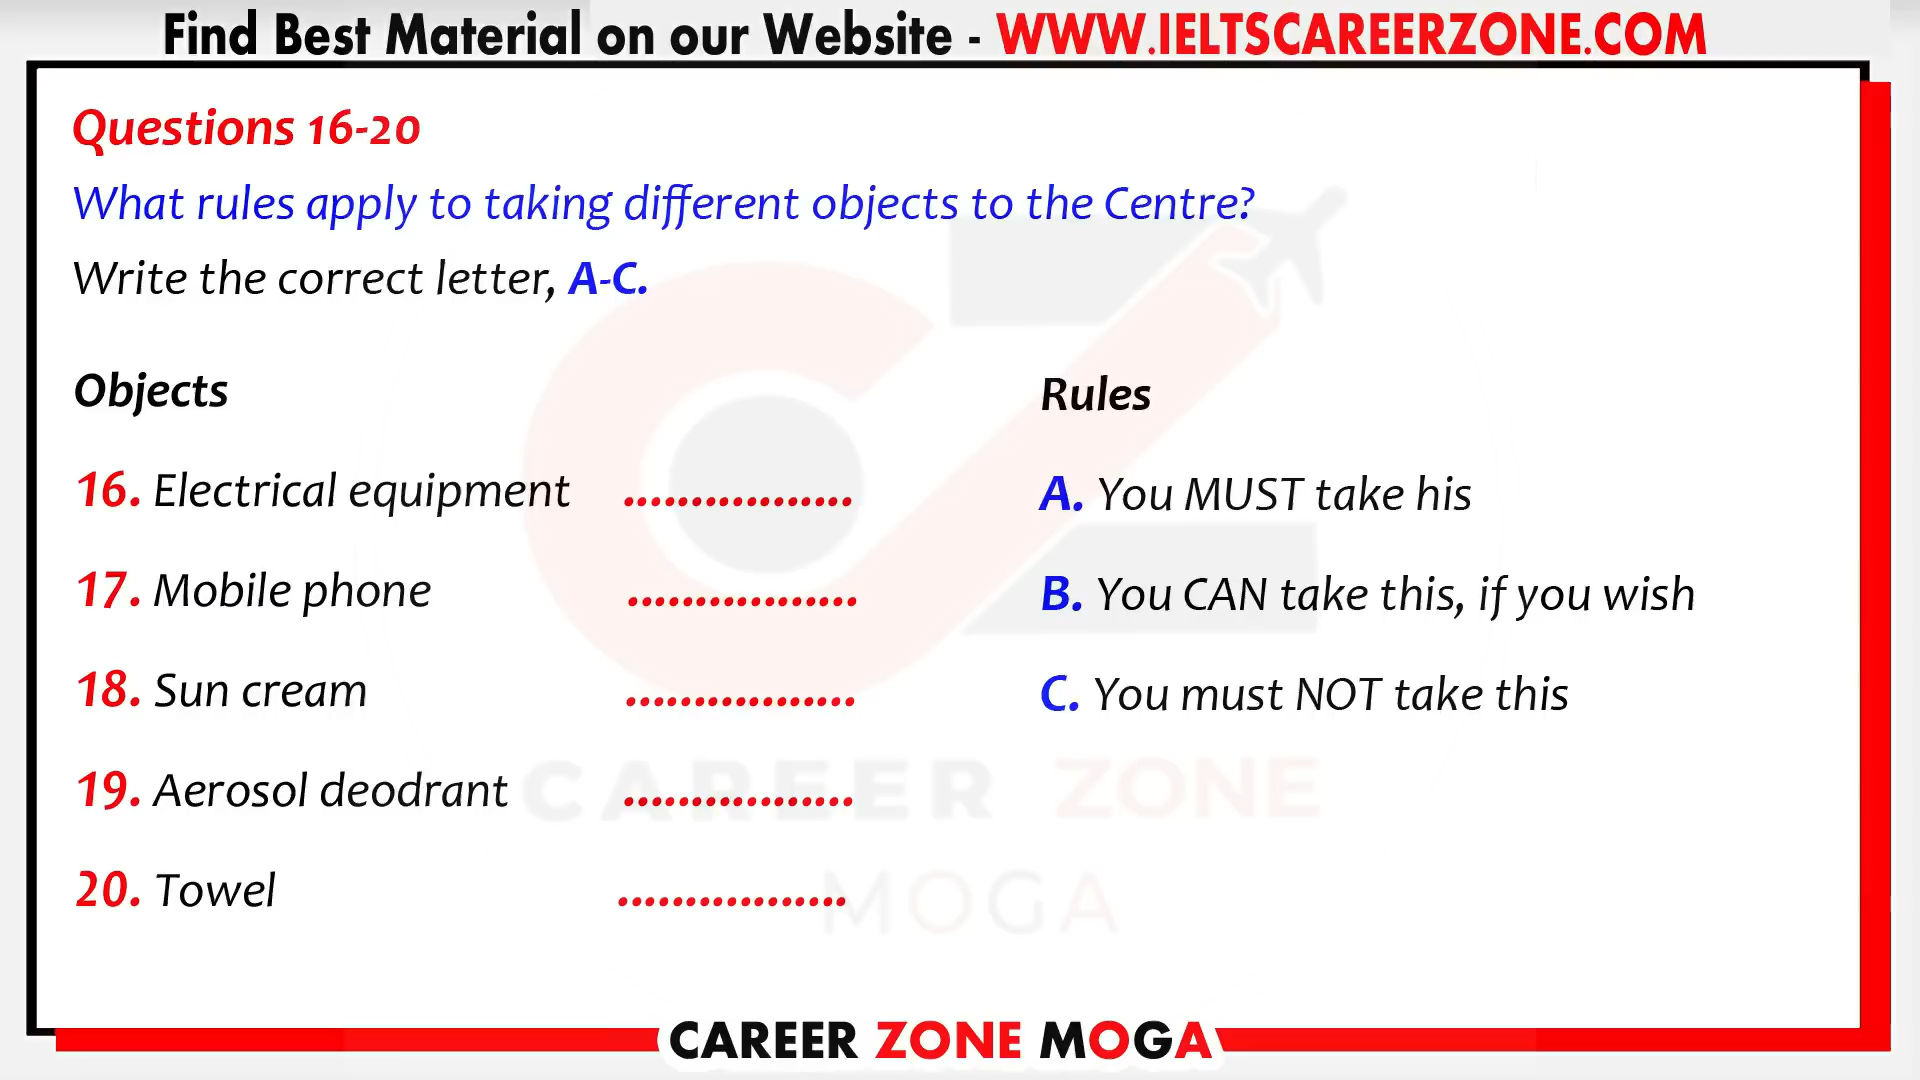 Find Best Material on our Website - WWW.IELTSCAREERZONE.COM
Questions 16-20
What rules apply to taking different objects to the Centre?
Write the correct letter, A-C.
Objects
16. Electrical equipment .................
17. Mobile phone .................
18. Sun cream .................
19. Aerosol deodrant .................
20. Towel .................
Rules
A. You MUST take his
B. You CAN take this, if you wish
C. You must NOT take this
CAREER ZONE
MOGA
CAREER ZONE MOGA